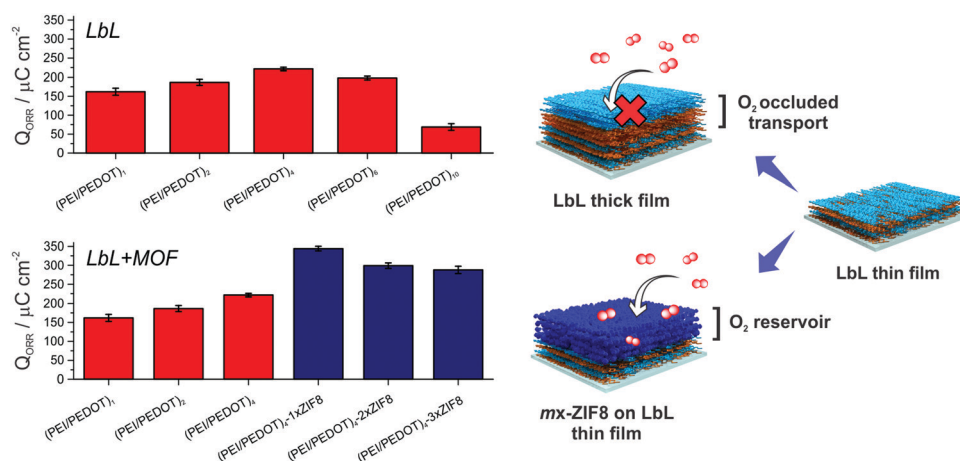 LbL
Q_ORR / μC cm⁻²
350
300
250
200
150
100
50
0
(PEI/PEDOT)₁
(PEI/PEDOT)₂
(PEI/PEDOT)₄
(PEI/PEDOT)₆
(PEI/PEDOT)₁₀
LbL+MOF
Q_ORR / μC cm⁻²
350
300
250
200
150
100
50
0
(PEI/PEDOT)₁
(PEI/PEDOT)₂
(PEI/PEDOT)₄
(PEI/PEDOT)₄-1xZIF8
(PEI/PEDOT)₄-2xZIF8
(PEI/PEDOT)₄-3xZIF8
O₂ occluded
transport
LbL thick film
LbL thin film
O₂ reservoir
mx-ZIF8 on LbL
thin film